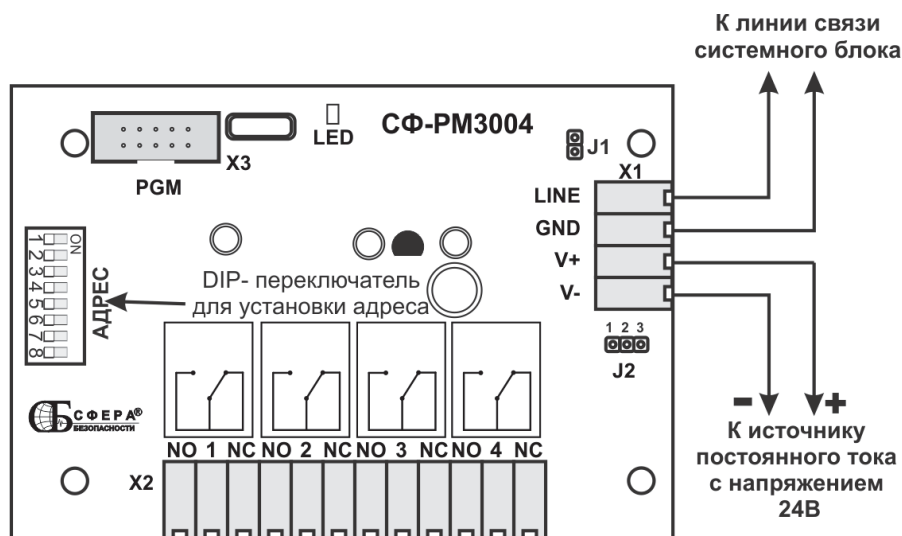 К линии связи
системного блока
СФ-РМ3004
LED
X3
PGM
J1
X1
LINE
GND
V+
V-
ON
1
2
3
4
5
6
7
8
АДРЕС
DIP- переключатель
для установки адреса
1 2 3
J2
СБ СФЕРА®
БЕЗОПАСНОСТИ
NO 1 NC NO 2 NC NO 3 NC NO 4 NC
X2
- +
К источнику
постоянного тока
с напряжением
24В